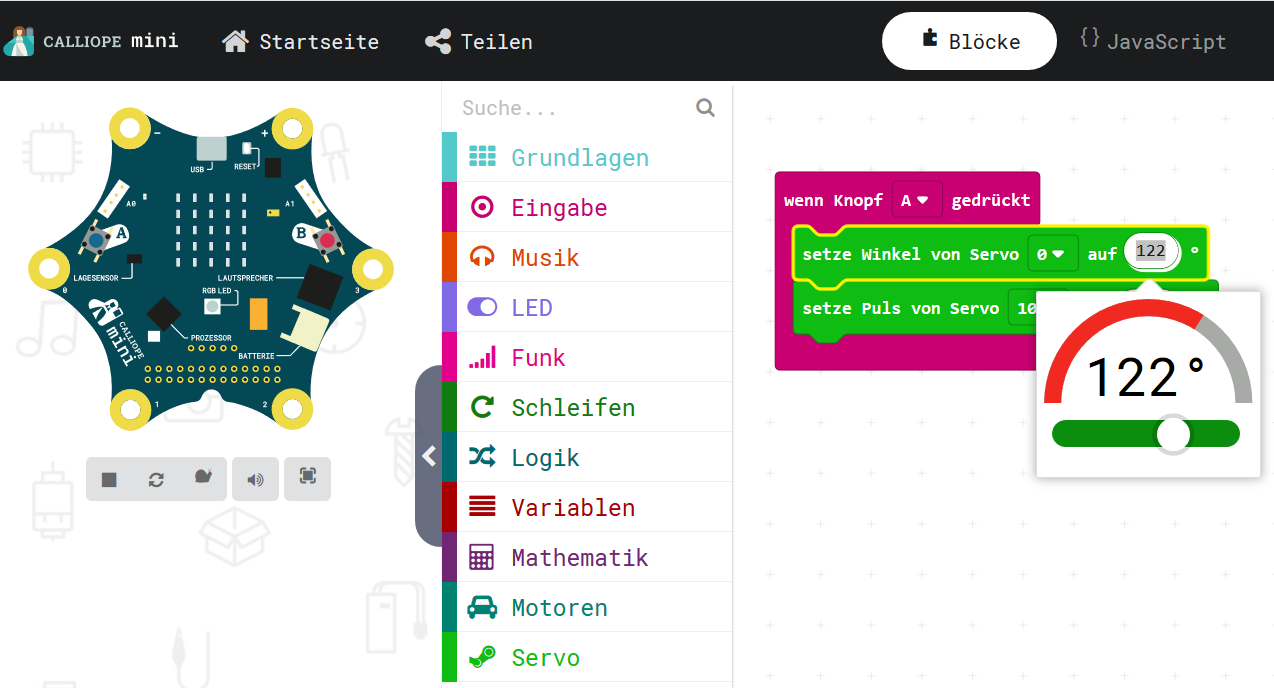 CALLIOPE mini
Startseite
Teilen
Blöcke
{} JavaScript
Suche...
Grundlagen
Eingabe
Musik
LED
Funk
Schleifen
Logik
Variablen
Mathematik
Motoren
Servo
- +
USB
RESET
A0
A1
A
B
LAGESENSOR
LAUTSPRECHER
0
3
RGB LED
CALLIOPE
mini
PROZESSOR
BATTERIE
1
2
wenn Knopf A gedrückt
setze Winkel von Servo 0 auf 122 °
setze Puls von Servo 10
122°